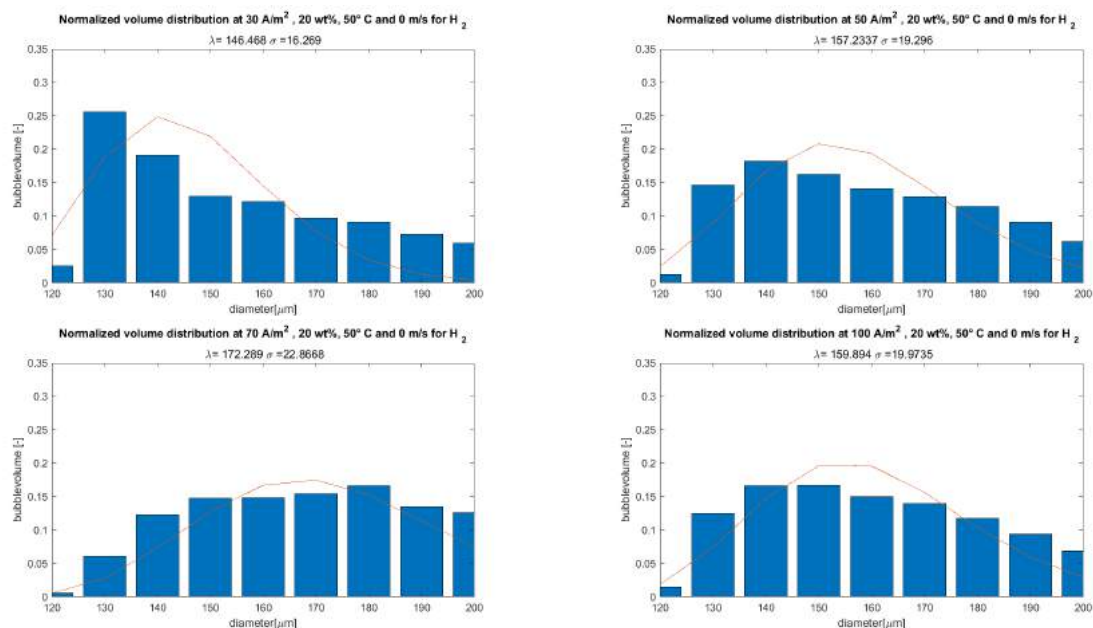 Normalized volume distribution at 30 A/m² , 20 wt%, 50° C and 0 m/s for H ₂
λ= 146.468 σ =16.269
0.35
0.3
0.25
0.2
0.15
0.1
0.05
0
bubblevolume [-]
120 130 140 150 160 170 180 190 200
diameter[μm]
Normalized volume distribution at 50 A/m² , 20 wt%, 50° C and 0 m/s for H ₂
λ= 157.2337 σ =19.296
0.35
0.3
0.25
0.2
0.15
0.1
0.05
0
bubblevolume [-]
120 130 140 150 160 170 180 190 200
diameter[μm]
Normalized volume distribution at 70 A/m² , 20 wt%, 50° C and 0 m/s for H ₂
λ= 172.289 σ =22.8668
0.35
0.3
0.25
0.2
0.15
0.1
0.05
0
bubblevolume [-]
120 130 140 150 160 170 180 190 200
diameter[μm]
Normalized volume distribution at 100 A/m² , 20 wt%, 50° C and 0 m/s for H ₂
λ= 159.894 σ =19.9735
0.35
0.3
0.25
0.2
0.15
0.1
0.05
0
bubblevolume [-]
120 130 140 150 160 170 180 190 200
diameter[μm]